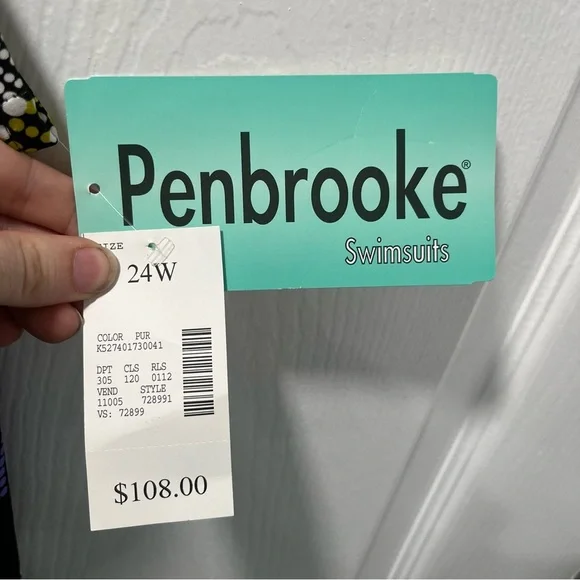 Penbrooke®
Swimsuits
SIZE
24W
COLOR PUR
K527401730041
DPT CLS RLS
305 120 0112
VEND STYLE
11005 728991
VS: 72899
$108.00